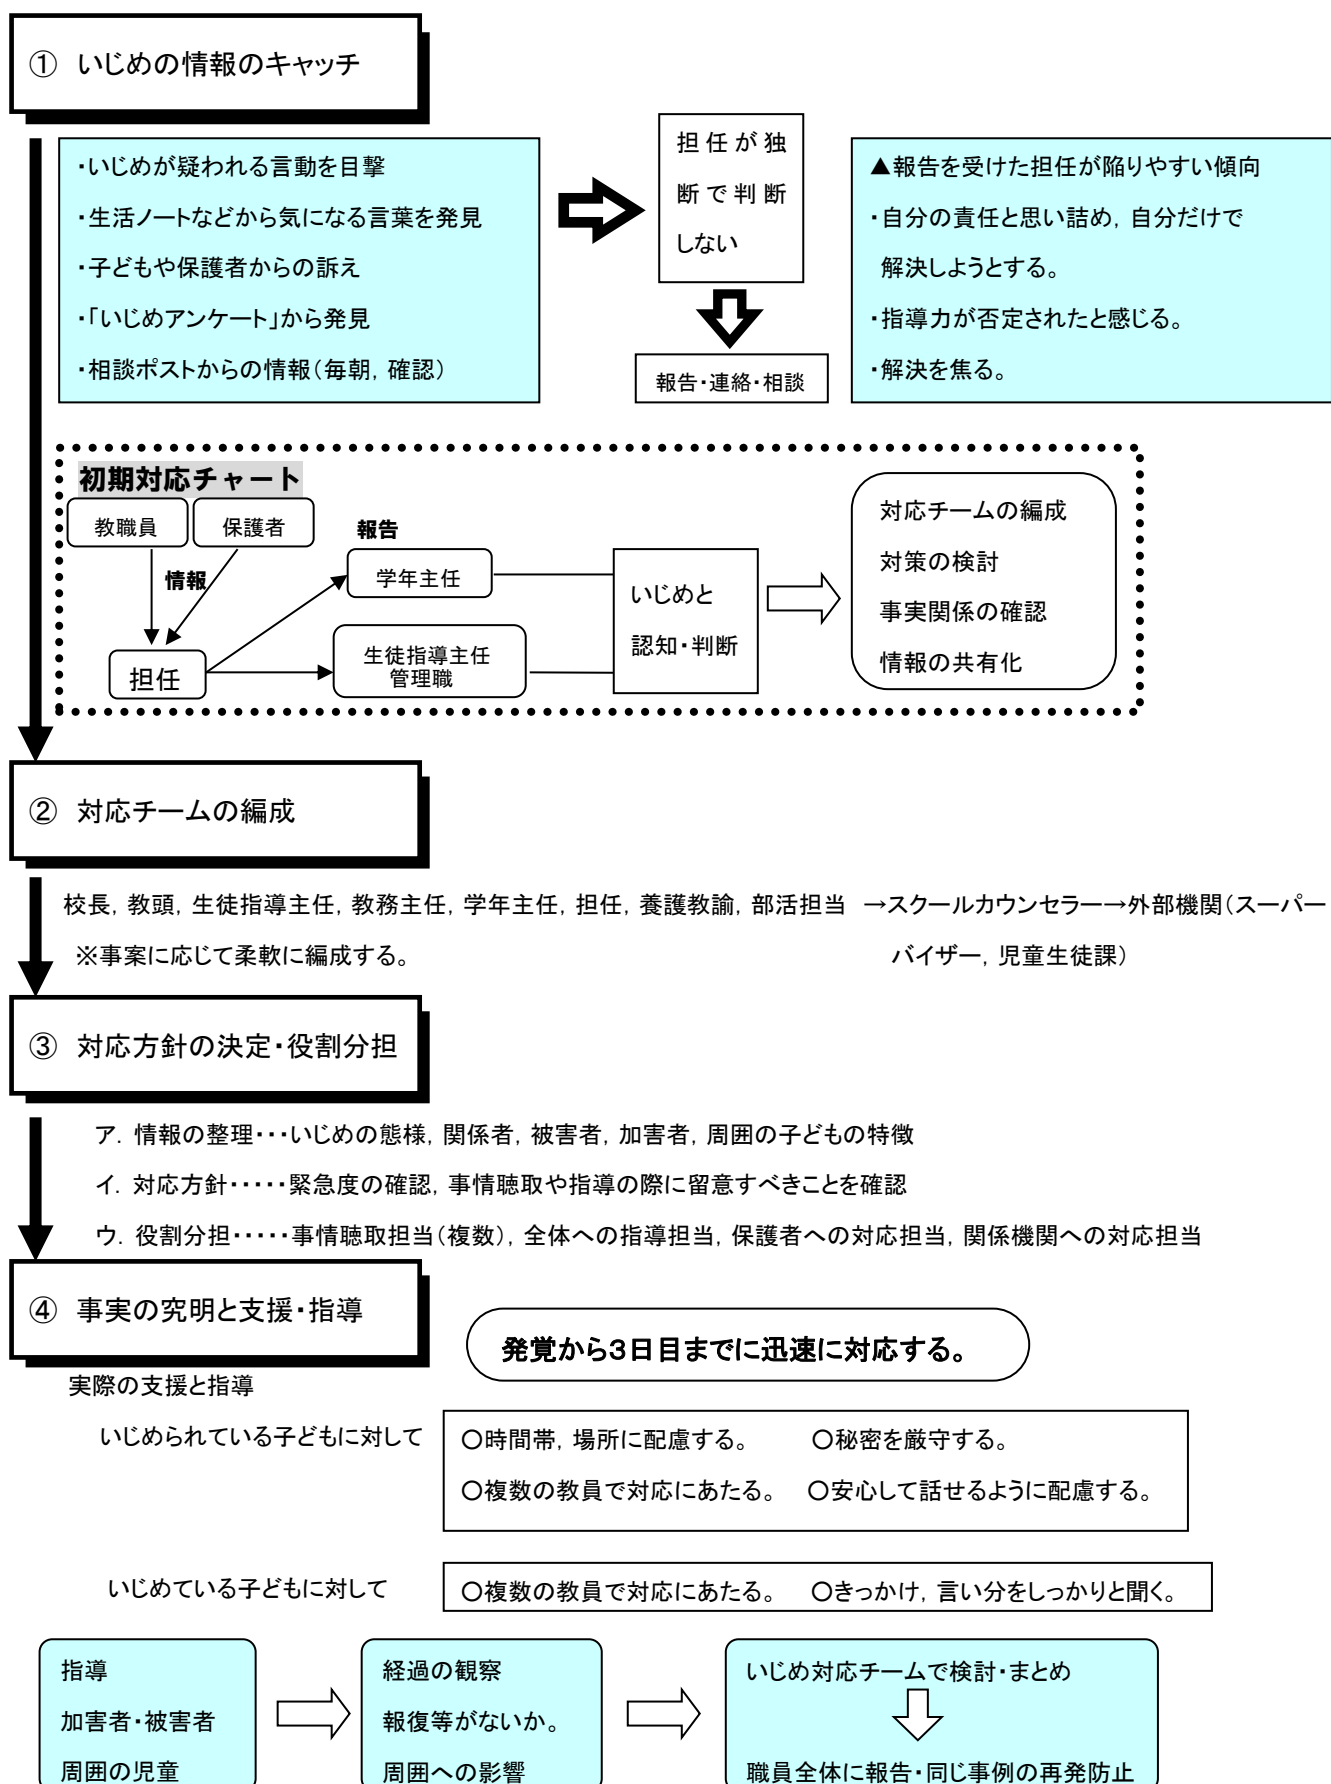 ① いじめの情報のキャッチ
・いじめが疑われる言動を目撃
・生活ノートなどから気になる言葉を発見
・子どもや保護者からの訴え
・「いじめアンケート」から発見
・相談ポストからの情報（毎朝，確認）
担任が独
断で判断
しない
報告・連絡・相談
▲報告を受けた担任が陥りやすい傾向
・自分の責任と思い詰め，自分だけで
解決しようとする。
・指導力が否定されたと感じる。
・解決を焦る。
初期対応チャート
教職員
保護者
情報
担任
報告
学年主任
生徒指導主任
管理職
いじめと
認知・判断
対応チームの編成
対策の検討
事実関係の確認
情報の共有化
② 対応チームの編成
校長，教頭，生徒指導主任，教務主任，学年主任，担任，養護教諭，部活担当 →スクールカウンセラー→外部機関（スーパー
※事案に応じて柔軟に編成する。 バイザー，児童生徒課）
③ 対応方針の決定・役割分担
ア．情報の整理・・・いじめの態様，関係者，被害者，加害者，周囲の子どもの特徴
イ．対応方針・・・・・緊急度の確認，事情聴取や指導の際に留意すべきことを確認
ウ．役割分担・・・・・事情聴取担当（複数），全体への指導担当，保護者への対応担当，関係機関への対応担当
④ 事実の究明と支援・指導
発覚から３日目までに迅速に対応する。
実際の支援と指導
いじめられている子どもに対して
○時間帯，場所に配慮する。 ○秘密を厳守する。
○複数の教員で対応にあたる。 ○安心して話せるように配慮する。
いじめている子どもに対して
○複数の教員で対応にあたる。 ○きっかけ，言い分をしっかりと聞く。
指導
加害者・被害者
周囲の児童
経過の観察
報復等がないか。
周囲への影響
いじめ対応チームで検討・まとめ
職員全体に報告・同じ事例の再発防止